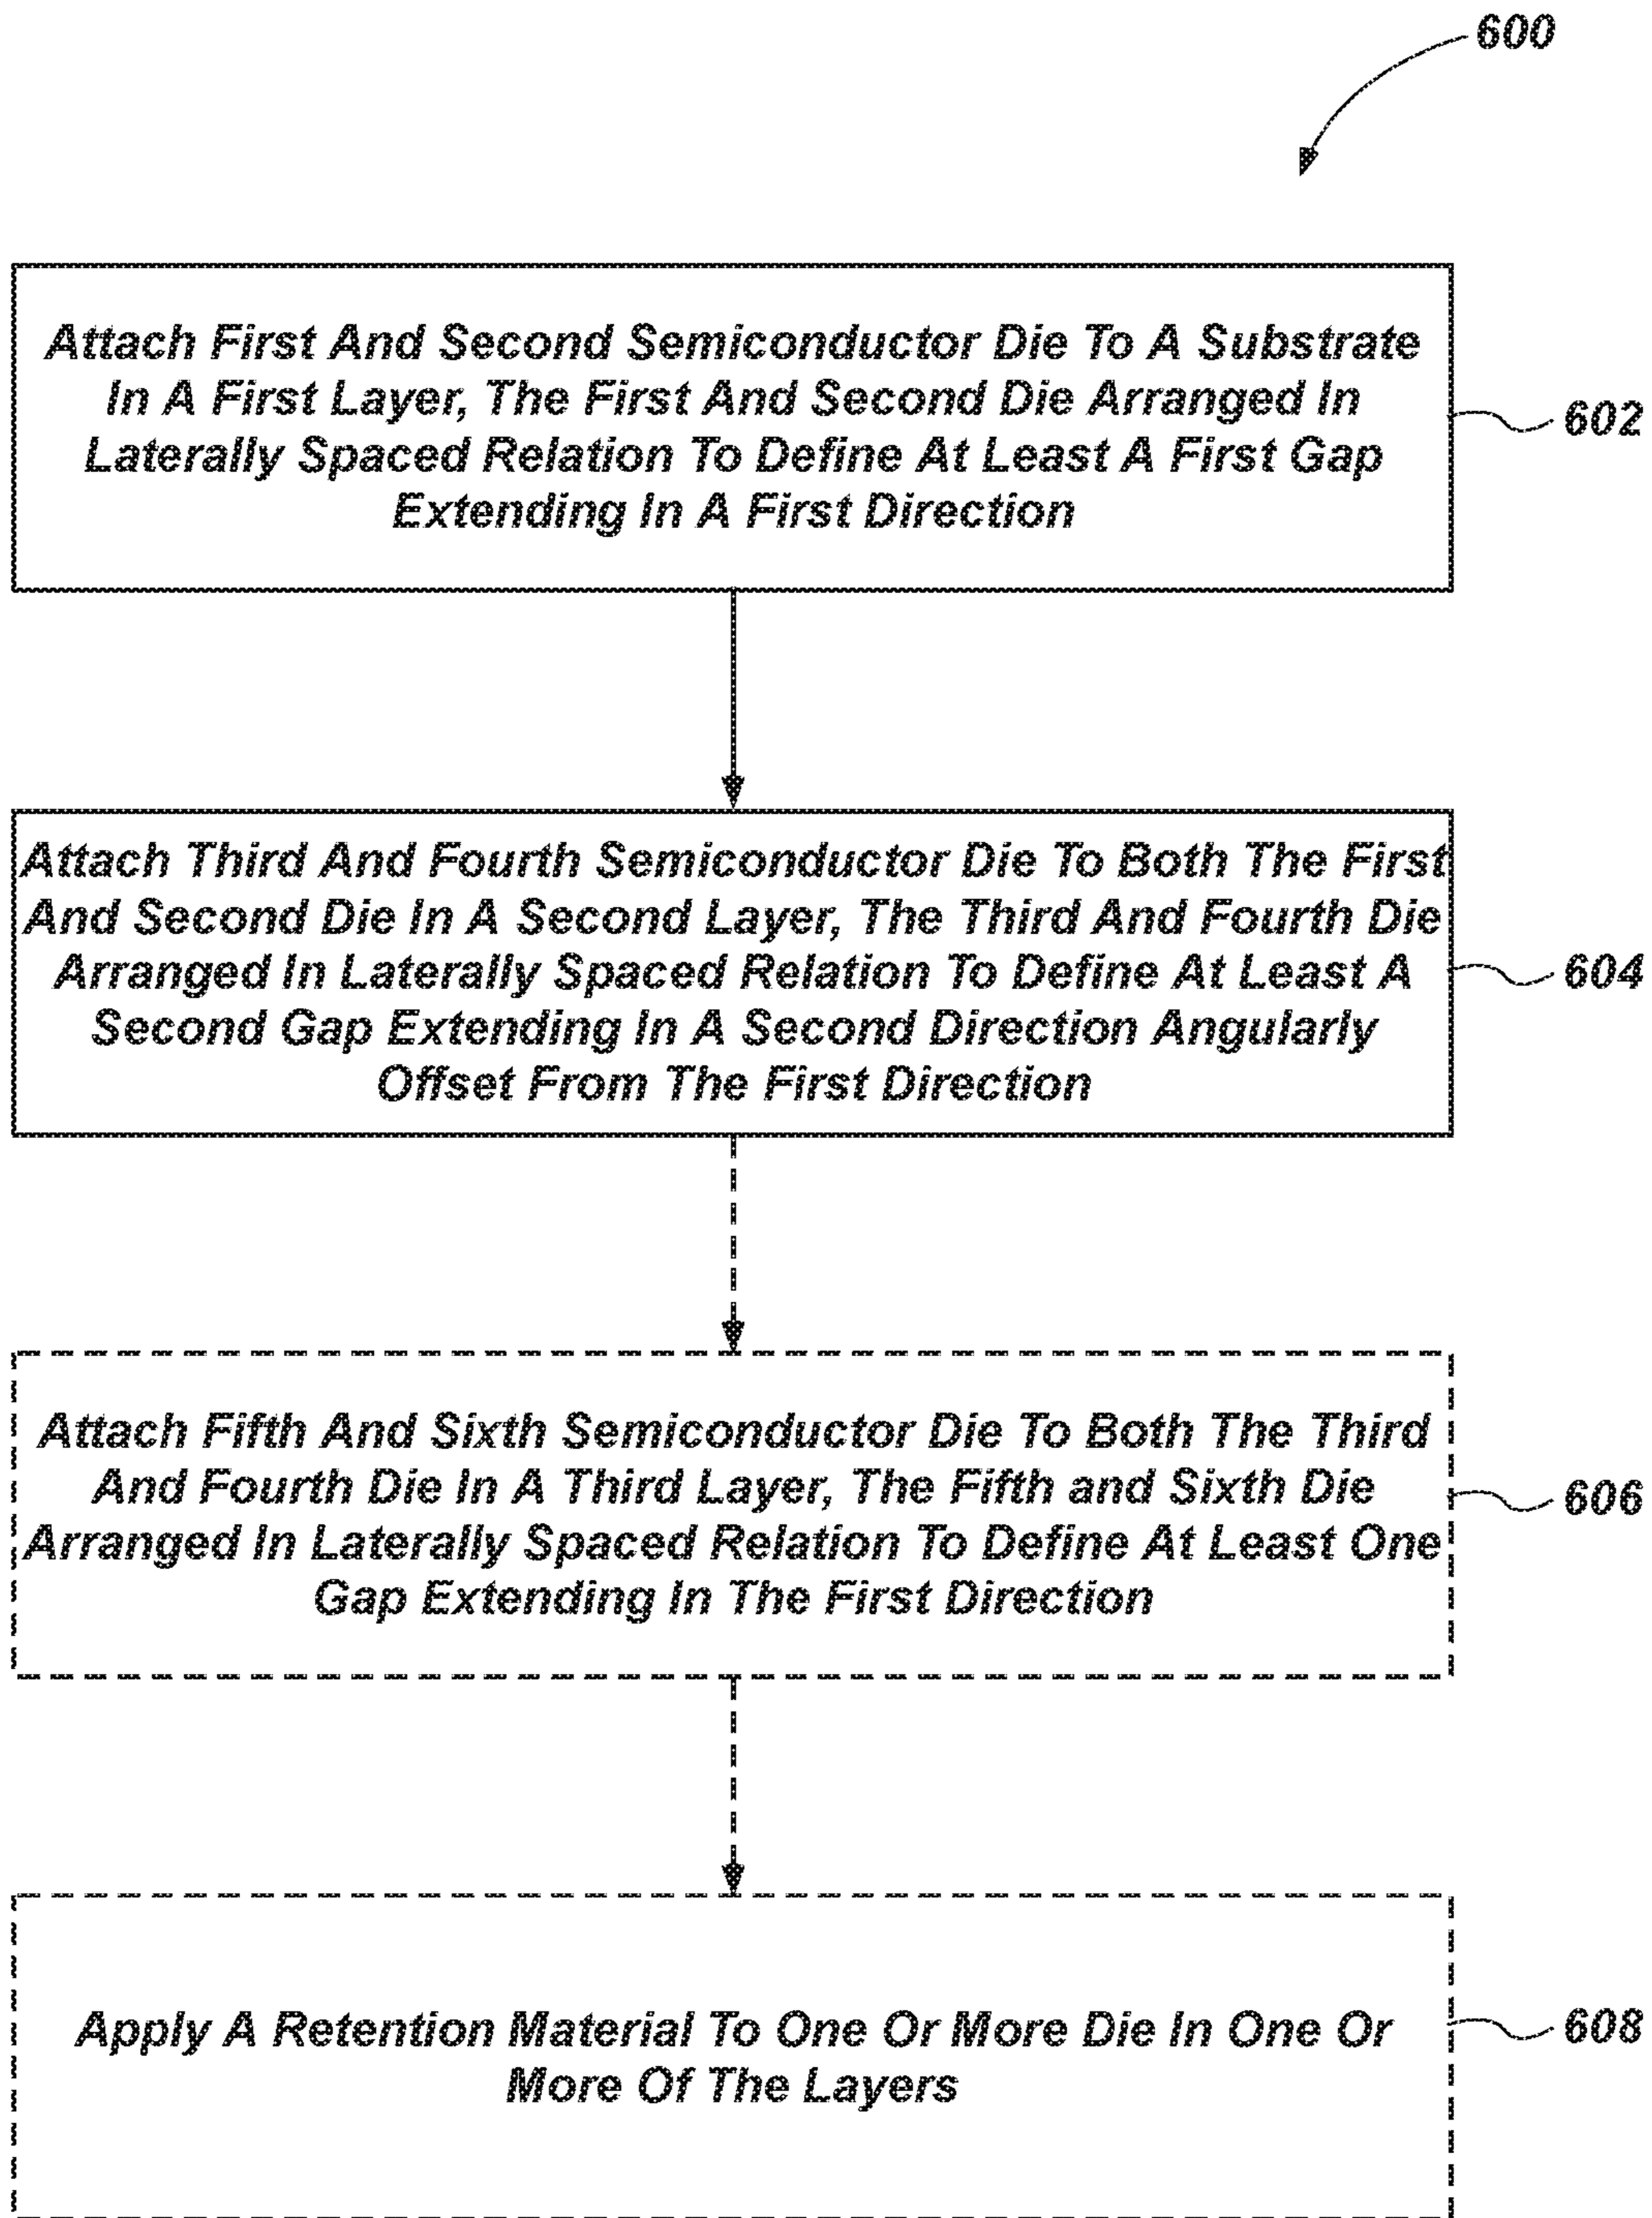 600
Attach First And Second Semiconductor Die To A Substrate
In A First Layer, The First And Second Die Arranged In
Laterally Spaced Relation To Define At Least A First Gap
Extending In A First Direction
602
Attach Third And Fourth Semiconductor Die To Both The First
And Second Die In A Second Layer, The Third And Fourth Die
Arranged In Laterally Spaced Relation To Define At Least A
Second Gap Extending In A Second Direction Angularly
Offset From The First Direction
604
Attach Fifth And Sixth Semiconductor Die To Both The Third
And Fourth Die In A Third Layer, The Fifth and Sixth Die
Arranged In Laterally Spaced Relation To Define At Least One
Gap Extending In The First Direction
606
Apply A Retention Material To One Or More Die In One Or
More Of The Layers
608